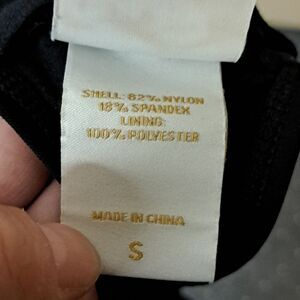 SHELL: 82% NYLON
18% SPANDEX
LINING:
100% POLYESTER
MADE IN CHINA
S